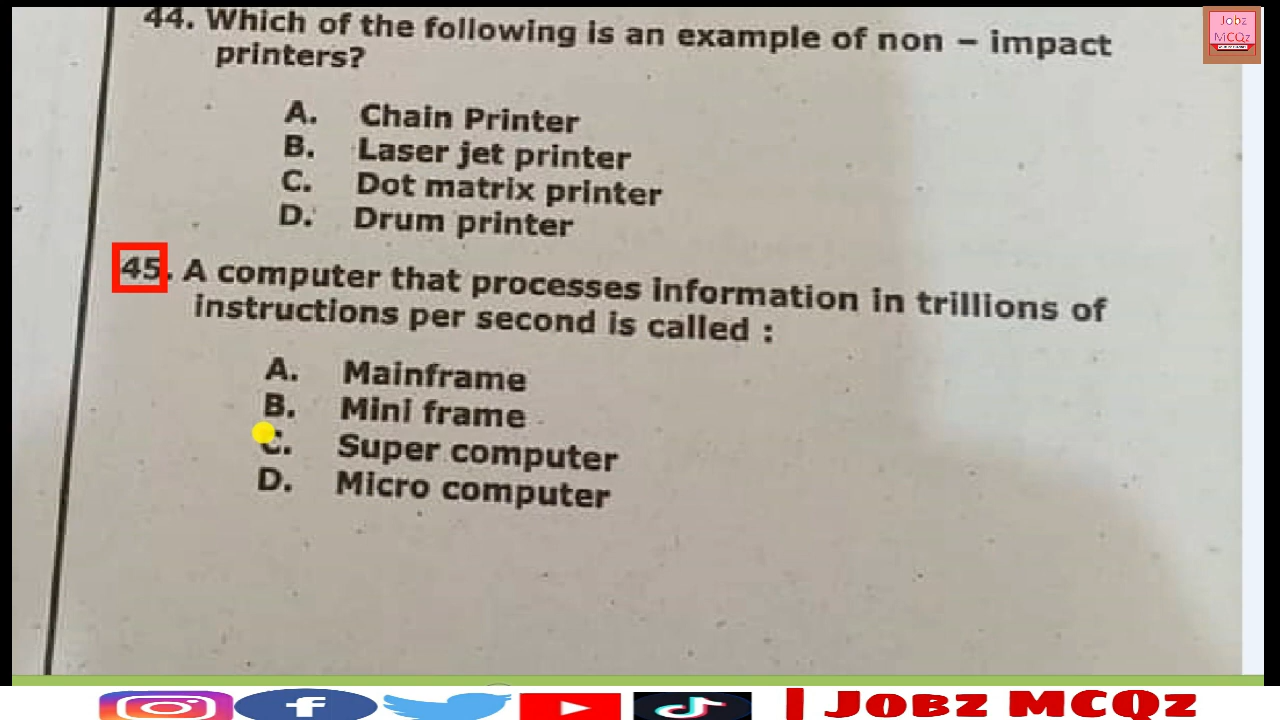 Jobz
MCQz
44. Which of the following is an example of non – impact
printers?
A. Chain Printer
B. Laser jet printer
C. Dot matrix printer
D. Drum printer
45. A computer that processes information in trillions of
instructions per second is called :
A. Mainframe
B. Mini frame
C. Super computer
D. Micro computer
| Jobz MCQz